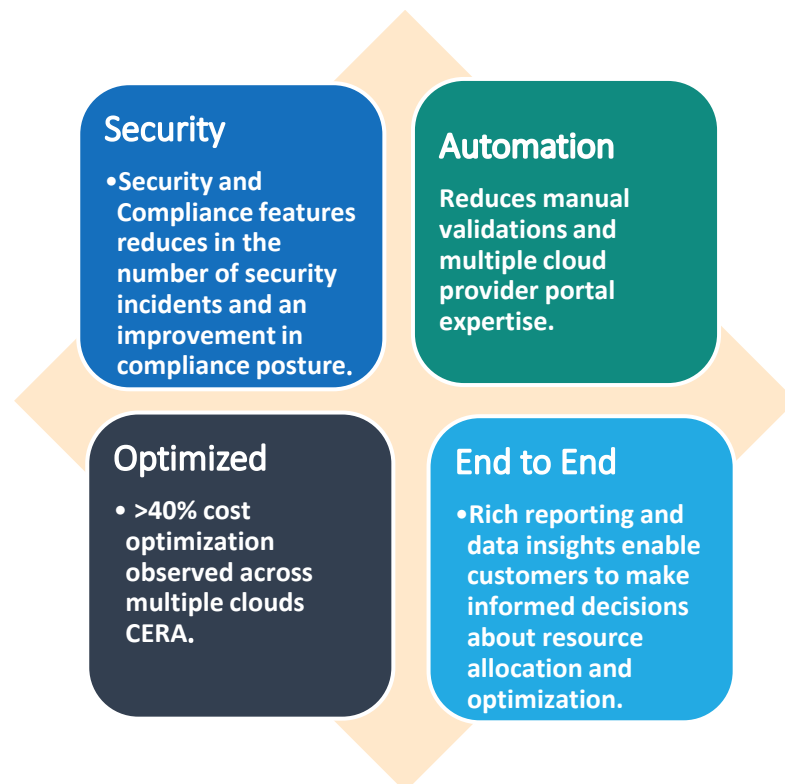 Security
•Security and
Compliance features
reduces in the
number of security
incidents and an
improvement in
compliance posture.
Automation
Reduces manual
validations and
multiple cloud
provider portal
expertise.
Optimized
• >40% cost
optimization
observed across
multiple clouds
CERA.
End to End
•Rich reporting and
data insights enable
customers to make
informed decisions
about resource
allocation and
optimization.